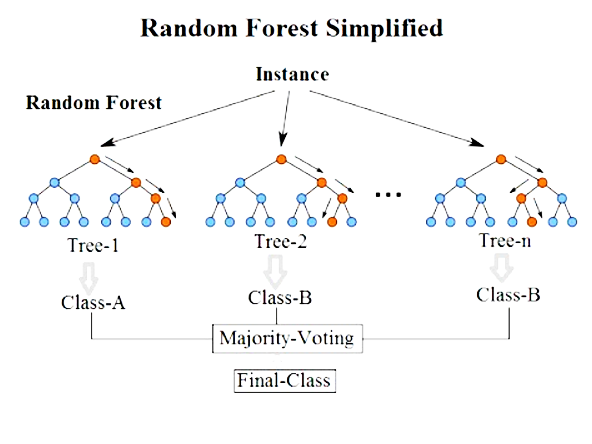 Random Forest Simplified
Instance
Random Forest
Tree-1
Tree-2
...
Tree-n
Class-A
Class-B
Class-B
Majority-Voting
Final-Class